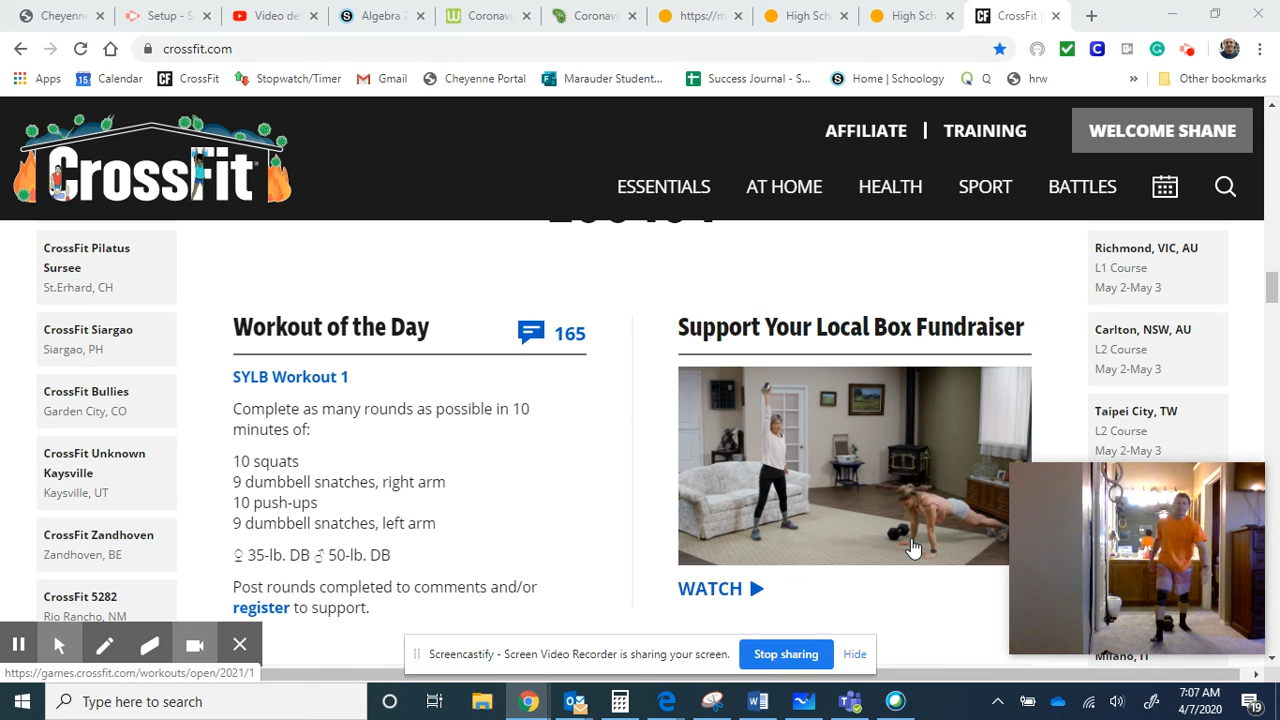 Cheyenne
Setup - S
Video de
Algebra 2
Coronav
Coronavi
https://m
High Sch
High Sch
CrossFit
crossfit.com
Apps
Calendar
CrossFit
Stopwatch/Timer
Gmail
Cheyenne Portal
Marauder Student...
Success Journal - S...
Home | Schoology
Q
hrw
»
Other bookmarks
CrossFit
AFFILIATE | TRAINING
WELCOME SHANE
ESSENTIALS
AT HOME
HEALTH
SPORT
BATTLES
CrossFit Pilatus
Sursee
St.Erhard, CH
CrossFit Siargao
Siargao, PH
CrossFit Bullies
Garden City, CO
CrossFit Unknown
Kaysville
Kaysville, UT
CrossFit Zandhoven
Zandhoven, BE
CrossFit 5282
Rio Rancho, NM
Workout of the Day
165
SYLB Workout 1
Complete as many rounds as possible in 10
minutes of:
10 squats
9 dumbbell snatches, right arm
10 push-ups
9 dumbbell snatches, left arm
♀ 35-lb. DB ♂ 50-lb. DB
Post rounds completed to comments and/or
register to support.
Support Your Local Box Fundraiser
WATCH
Richmond, VIC, AU
L1 Course
May 2-May 3
Carlton, NSW, AU
L2 Course
May 2-May 3
Taipei City, TW
L2 Course
May 2-May 3
Milano, IT
Screencastify - Screen Video Recorder is sharing your screen.
Stop sharing
Hide
https://games.crossfit.com/workouts/open/2021/1
Type here to search
7:07 AM
4/7/2020
19